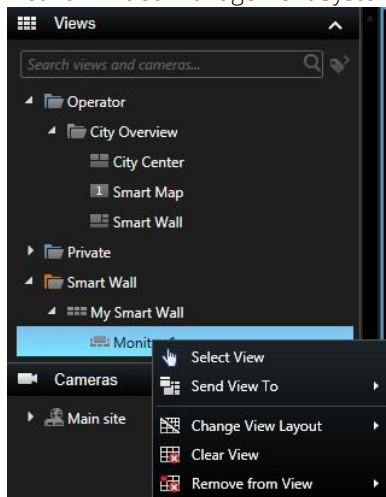 Views
Search views and cameras...
Operator
City Overview
City Center
1 Smart Map
Smart Wall
Private
Smart Wall
My Smart Wall
Select View
Cameras
Send View To
Main site
Change View Layout
Clear View
Remove from View